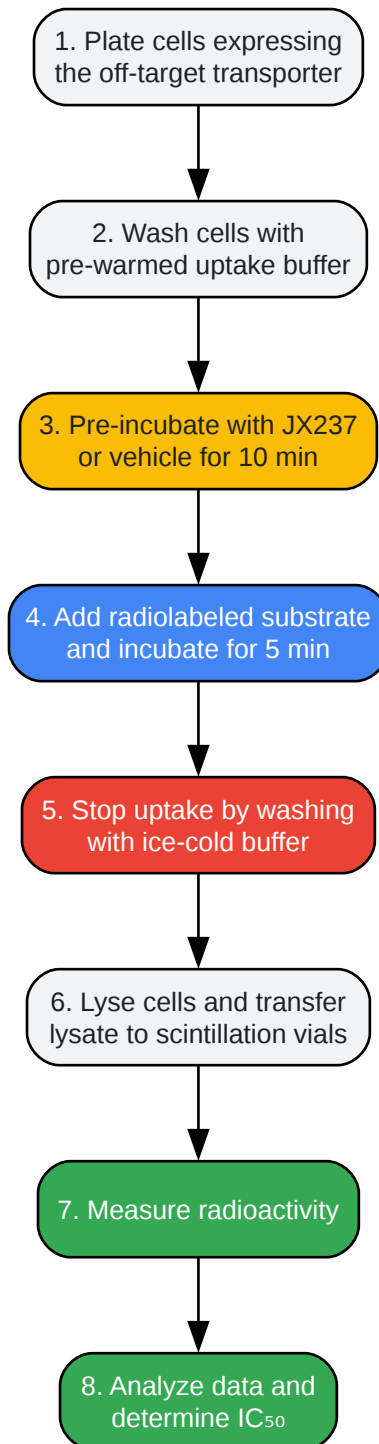 1. Plate cells expressing
the off-target transporter
2. Wash cells with
pre-warmed uptake buffer
3. Pre-incubate with JX237
or vehicle for 10 min
4. Add radiolabeled substrate
and incubate for 5 min
5. Stop uptake by washing
with ice-cold buffer
6. Lyse cells and transfer
lysate to scintillation vials
7. Measure radioactivity
8. Analyze data and
determine IC₅₀